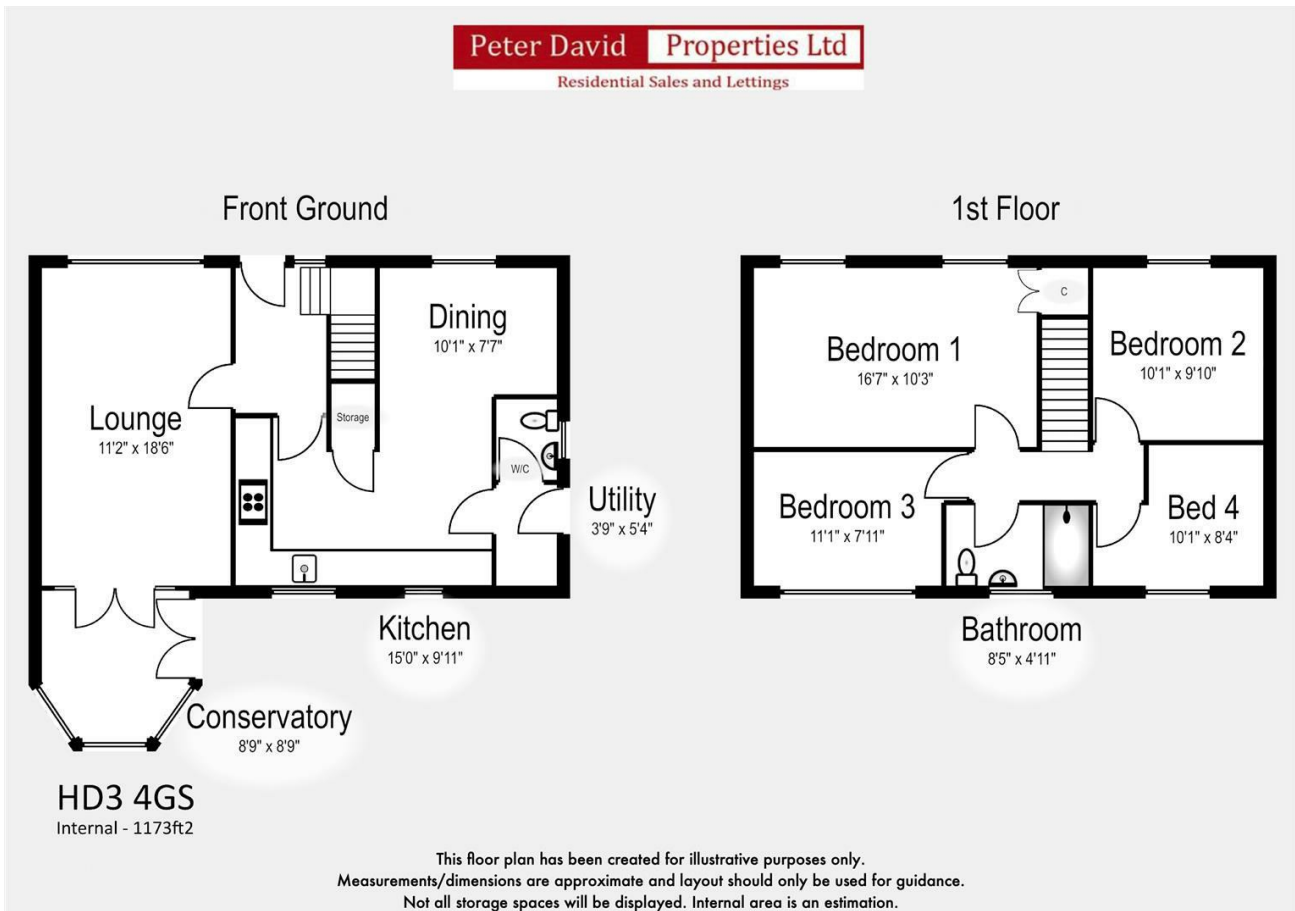 Peter David Properties Ltd
Residential Sales and Lettings
Front Ground
Lounge
11'2" x 18'6"
Dining
10'1" x 7'7"
Storage
W/C
Utility
3'9" x 5'4"
Kitchen
15'0" x 9'11"
Conservatory
8'9" x 8'9"
1st Floor
Bedroom 1
16'7" x 10'3"
C
Bedroom 2
10'1" x 9'10"
Bedroom 3
11'1" x 7'11"
Bed 4
10'1" x 8'4"
Bathroom
8'5" x 4'11"
HD3 4GS
Internal - 1173ft2
This floor plan has been created for illustrative purposes only.
Measurements/dimensions are approximate and layout should only be used for guidance.
Not all storage spaces will be displayed. Internal area is an estimation.